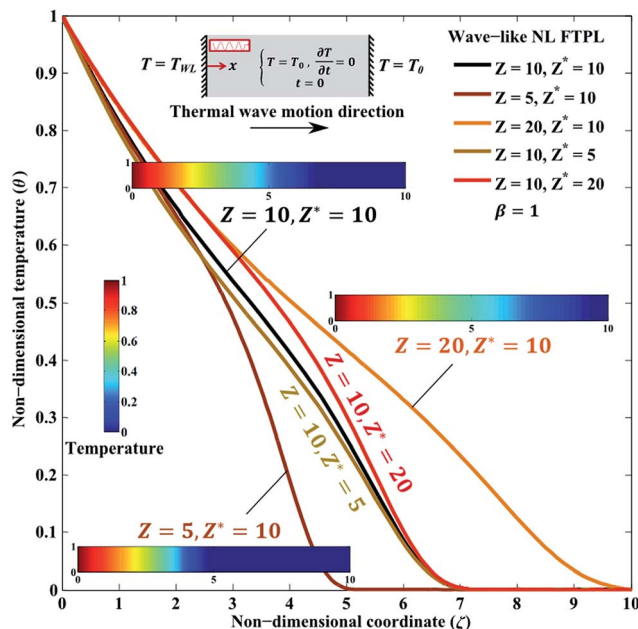 Wave-like NL FTPL
Z = 10, Z* = 10
Z = 5, Z* = 10
Z = 20, Z* = 10
Z = 10, Z* = 5
Z = 10, Z* = 20
β = 1
T = T_WL
x
T = T_0 , ∂T/∂t = 0
t = 0
T = T_0
Thermal wave motion direction
1
0
0
5
10
Z = 10, Z* = 10
1
0
0
5
10
Z = 20, Z* = 10
1
0.8
0.6
0.4
0.2
0
Temperature
Z = 10, Z* = 20
Z = 10, Z* = 5
Z = 5, Z* = 10
1
0
0
5
10
Non-dimensional temperature (θ)
1
0.9
0.8
0.7
0.6
0.5
0.4
0.3
0.2
0.1
0
0 1 2 3 4 5 6 7 8 9 10
Non-dimensional coordinate (ζ)